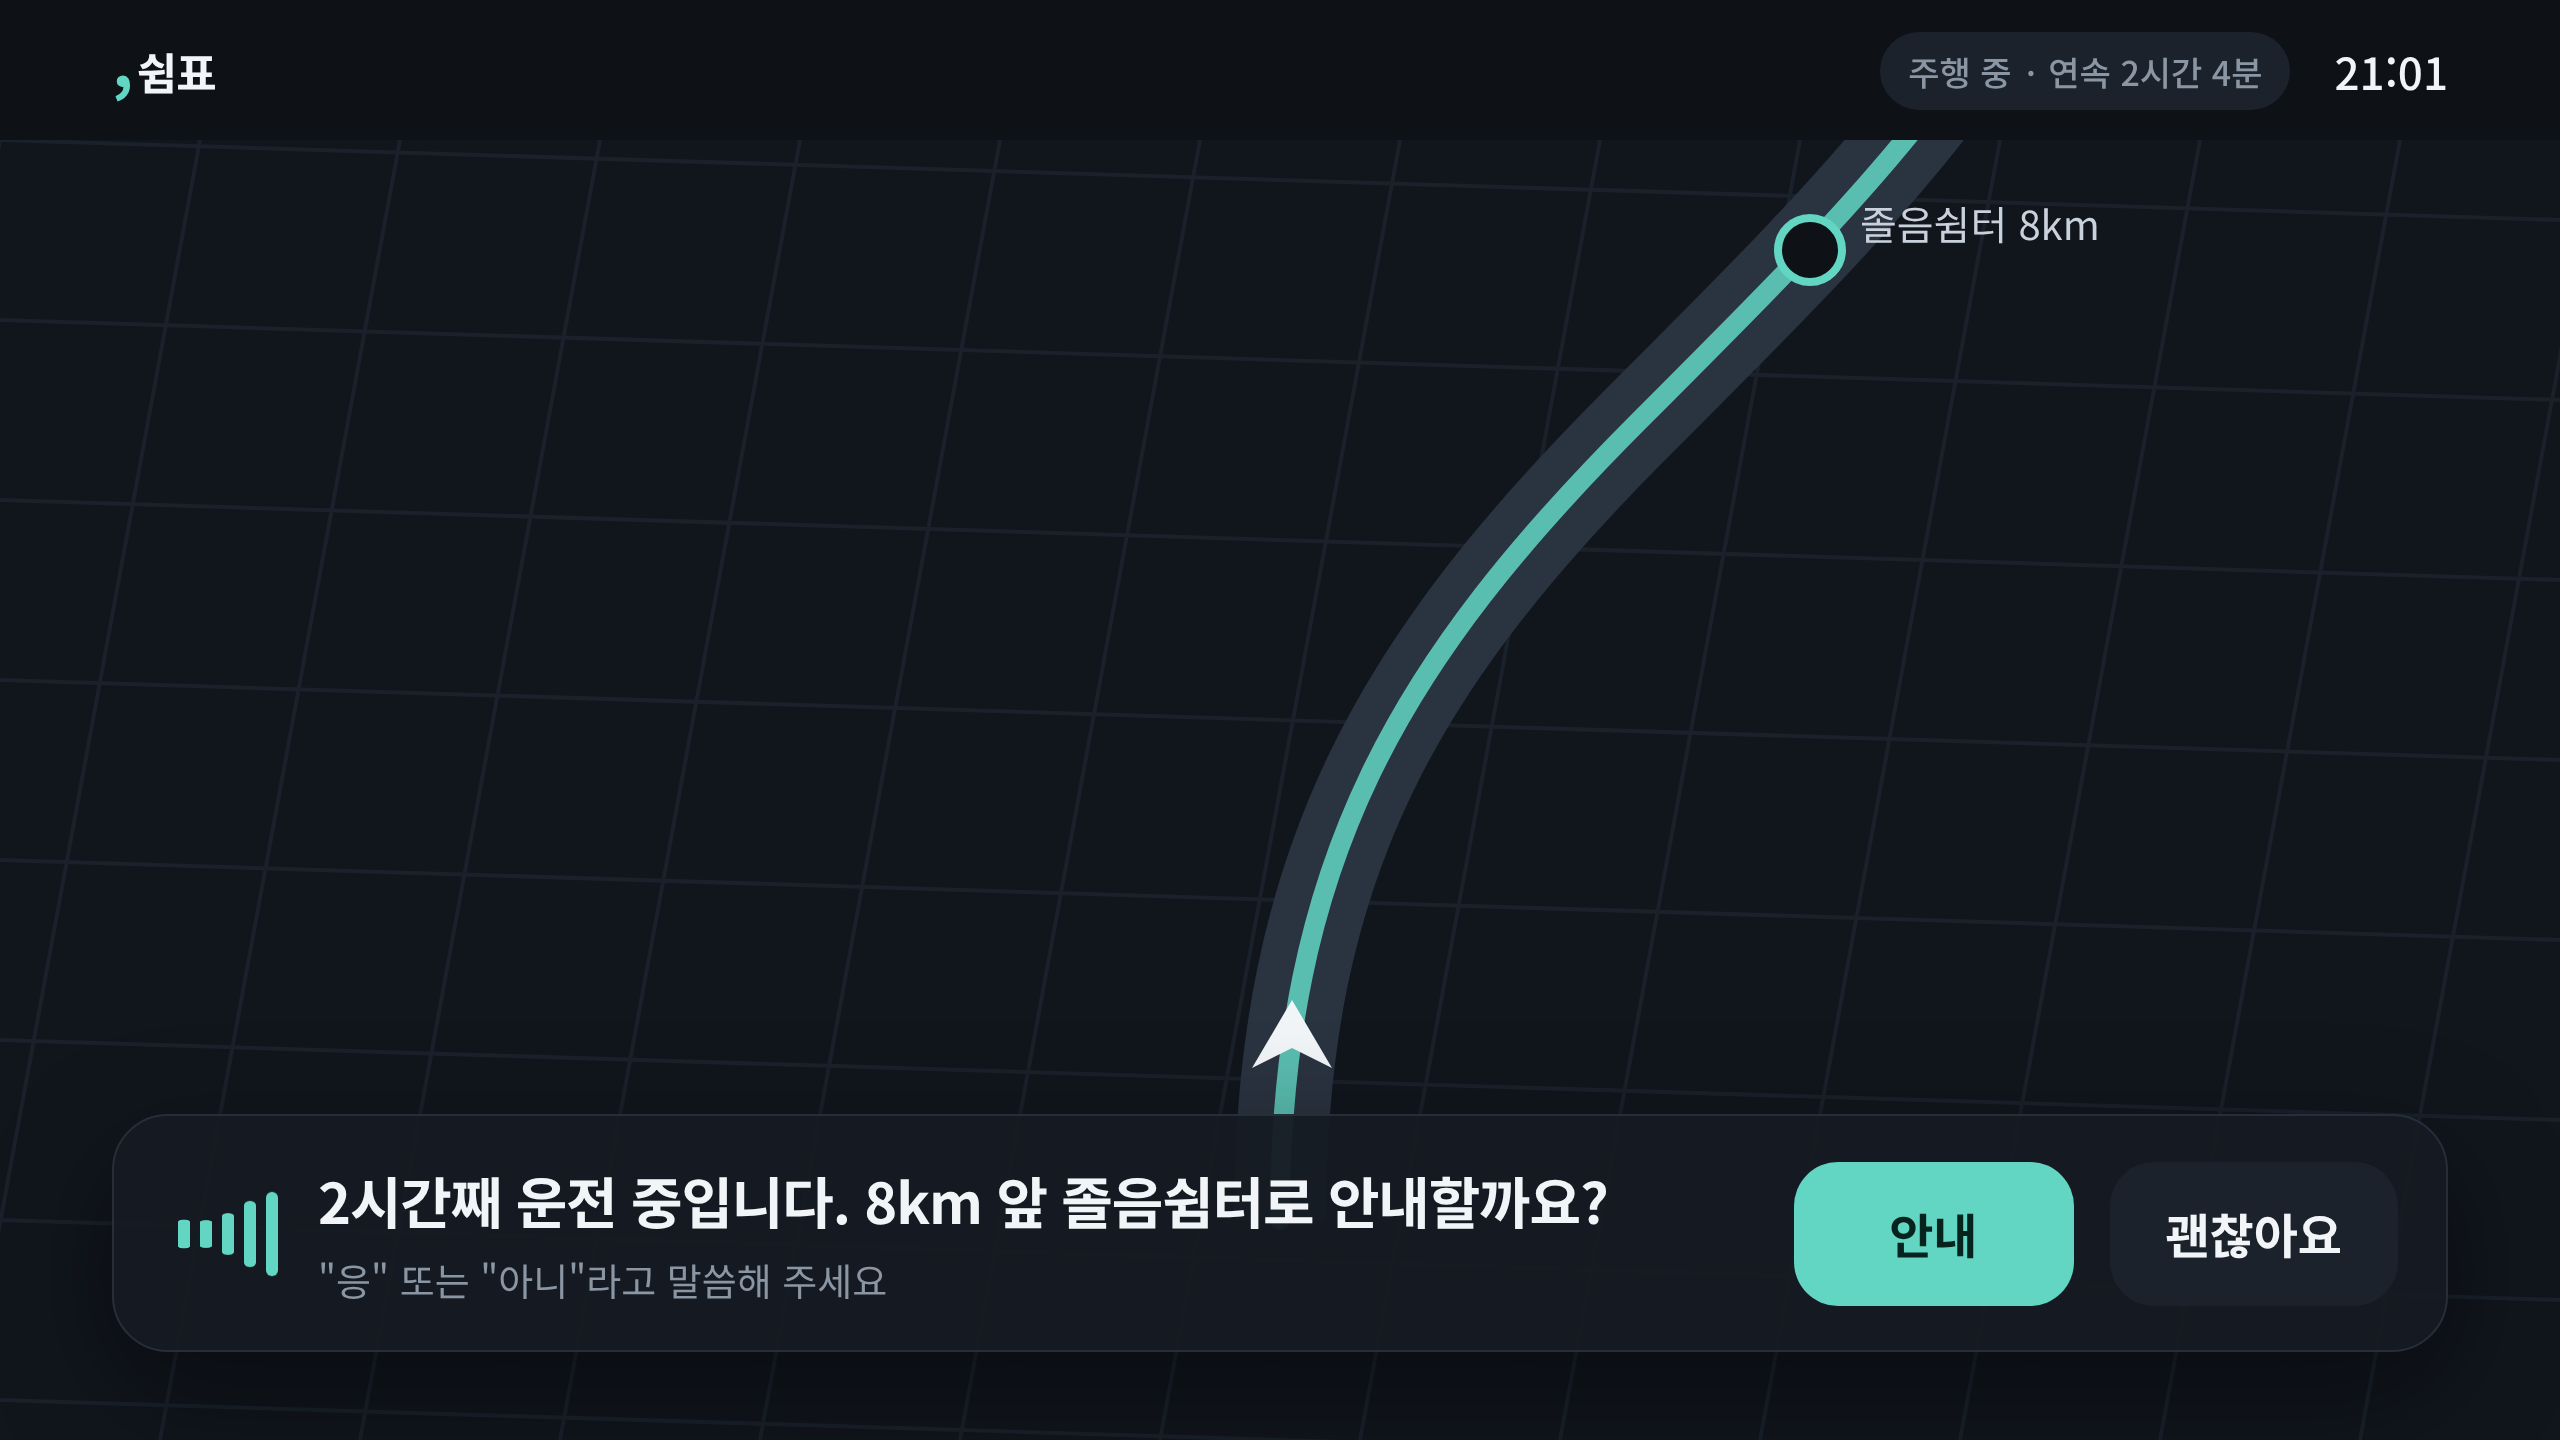 ,쉼표
주행 중 · 연속 2시간 4분
21:01
졸음쉼터 8km
2시간째 운전 중입니다. 8km 앞 졸음쉼터로 안내할까요?
"응" 또는 "아니"라고 말씀해 주세요
안내
괜찮아요